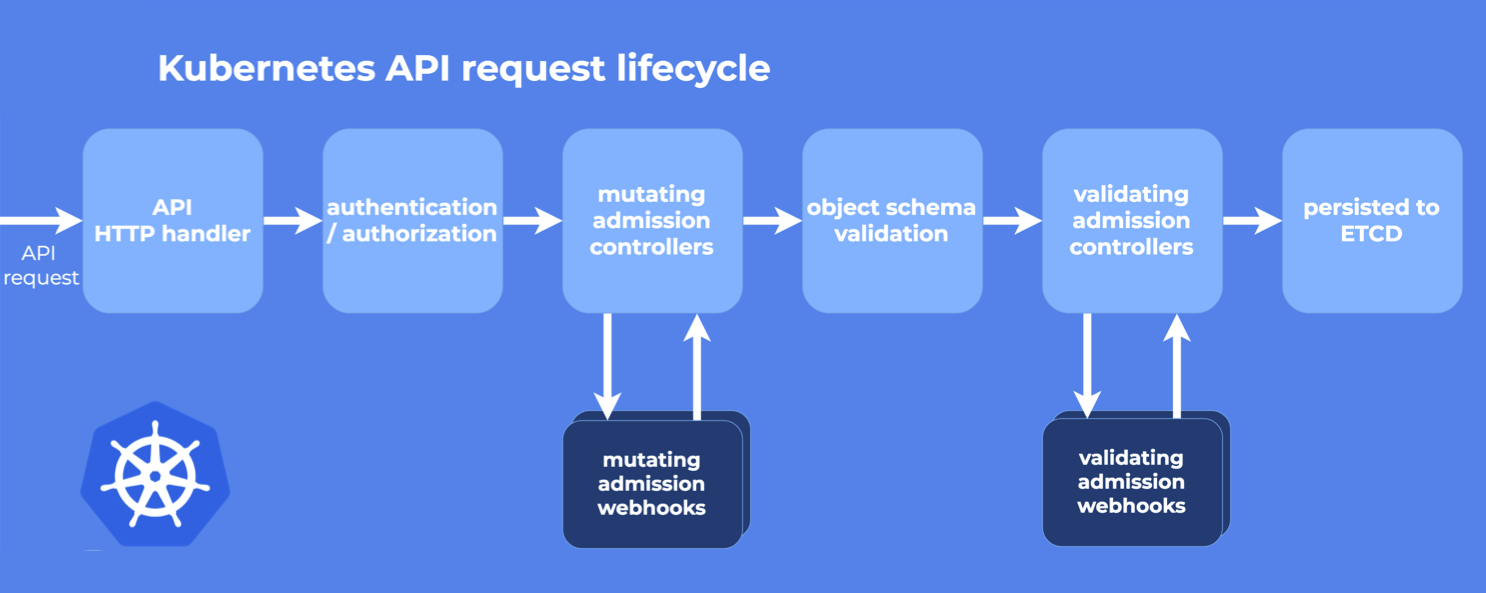 Kubernetes API request lifecycle
API
request
API
HTTP handler
authentication
/ authorization
mutating
admission
controllers
object schema
validation
validating
admission
controllers
persisted to
ETCD
mutating
admission
webhooks
validating
admission
webhooks